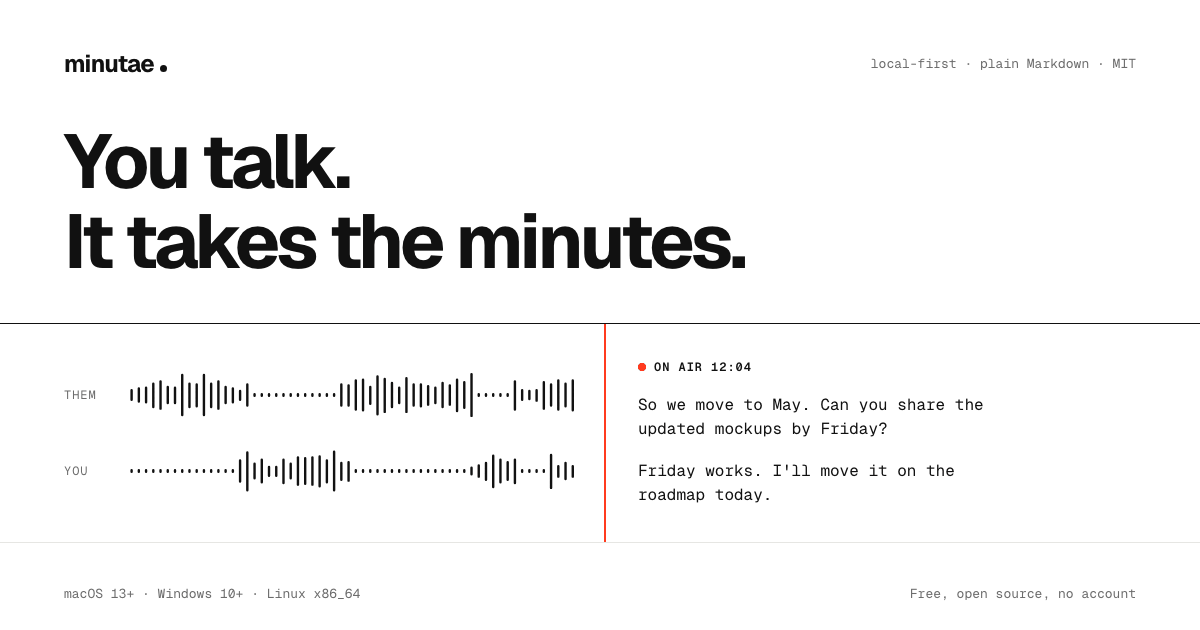 minutae.
local-first · plain Markdown · MIT
You talk.
It takes the minutes.
THEM
YOU
ON AIR 12:04
So we move to May. Can you share the
updated mockups by Friday?
Friday works. I'll move it on the
roadmap today.
macOS 13+ · Windows 10+ · Linux x86_64
Free, open source, no account